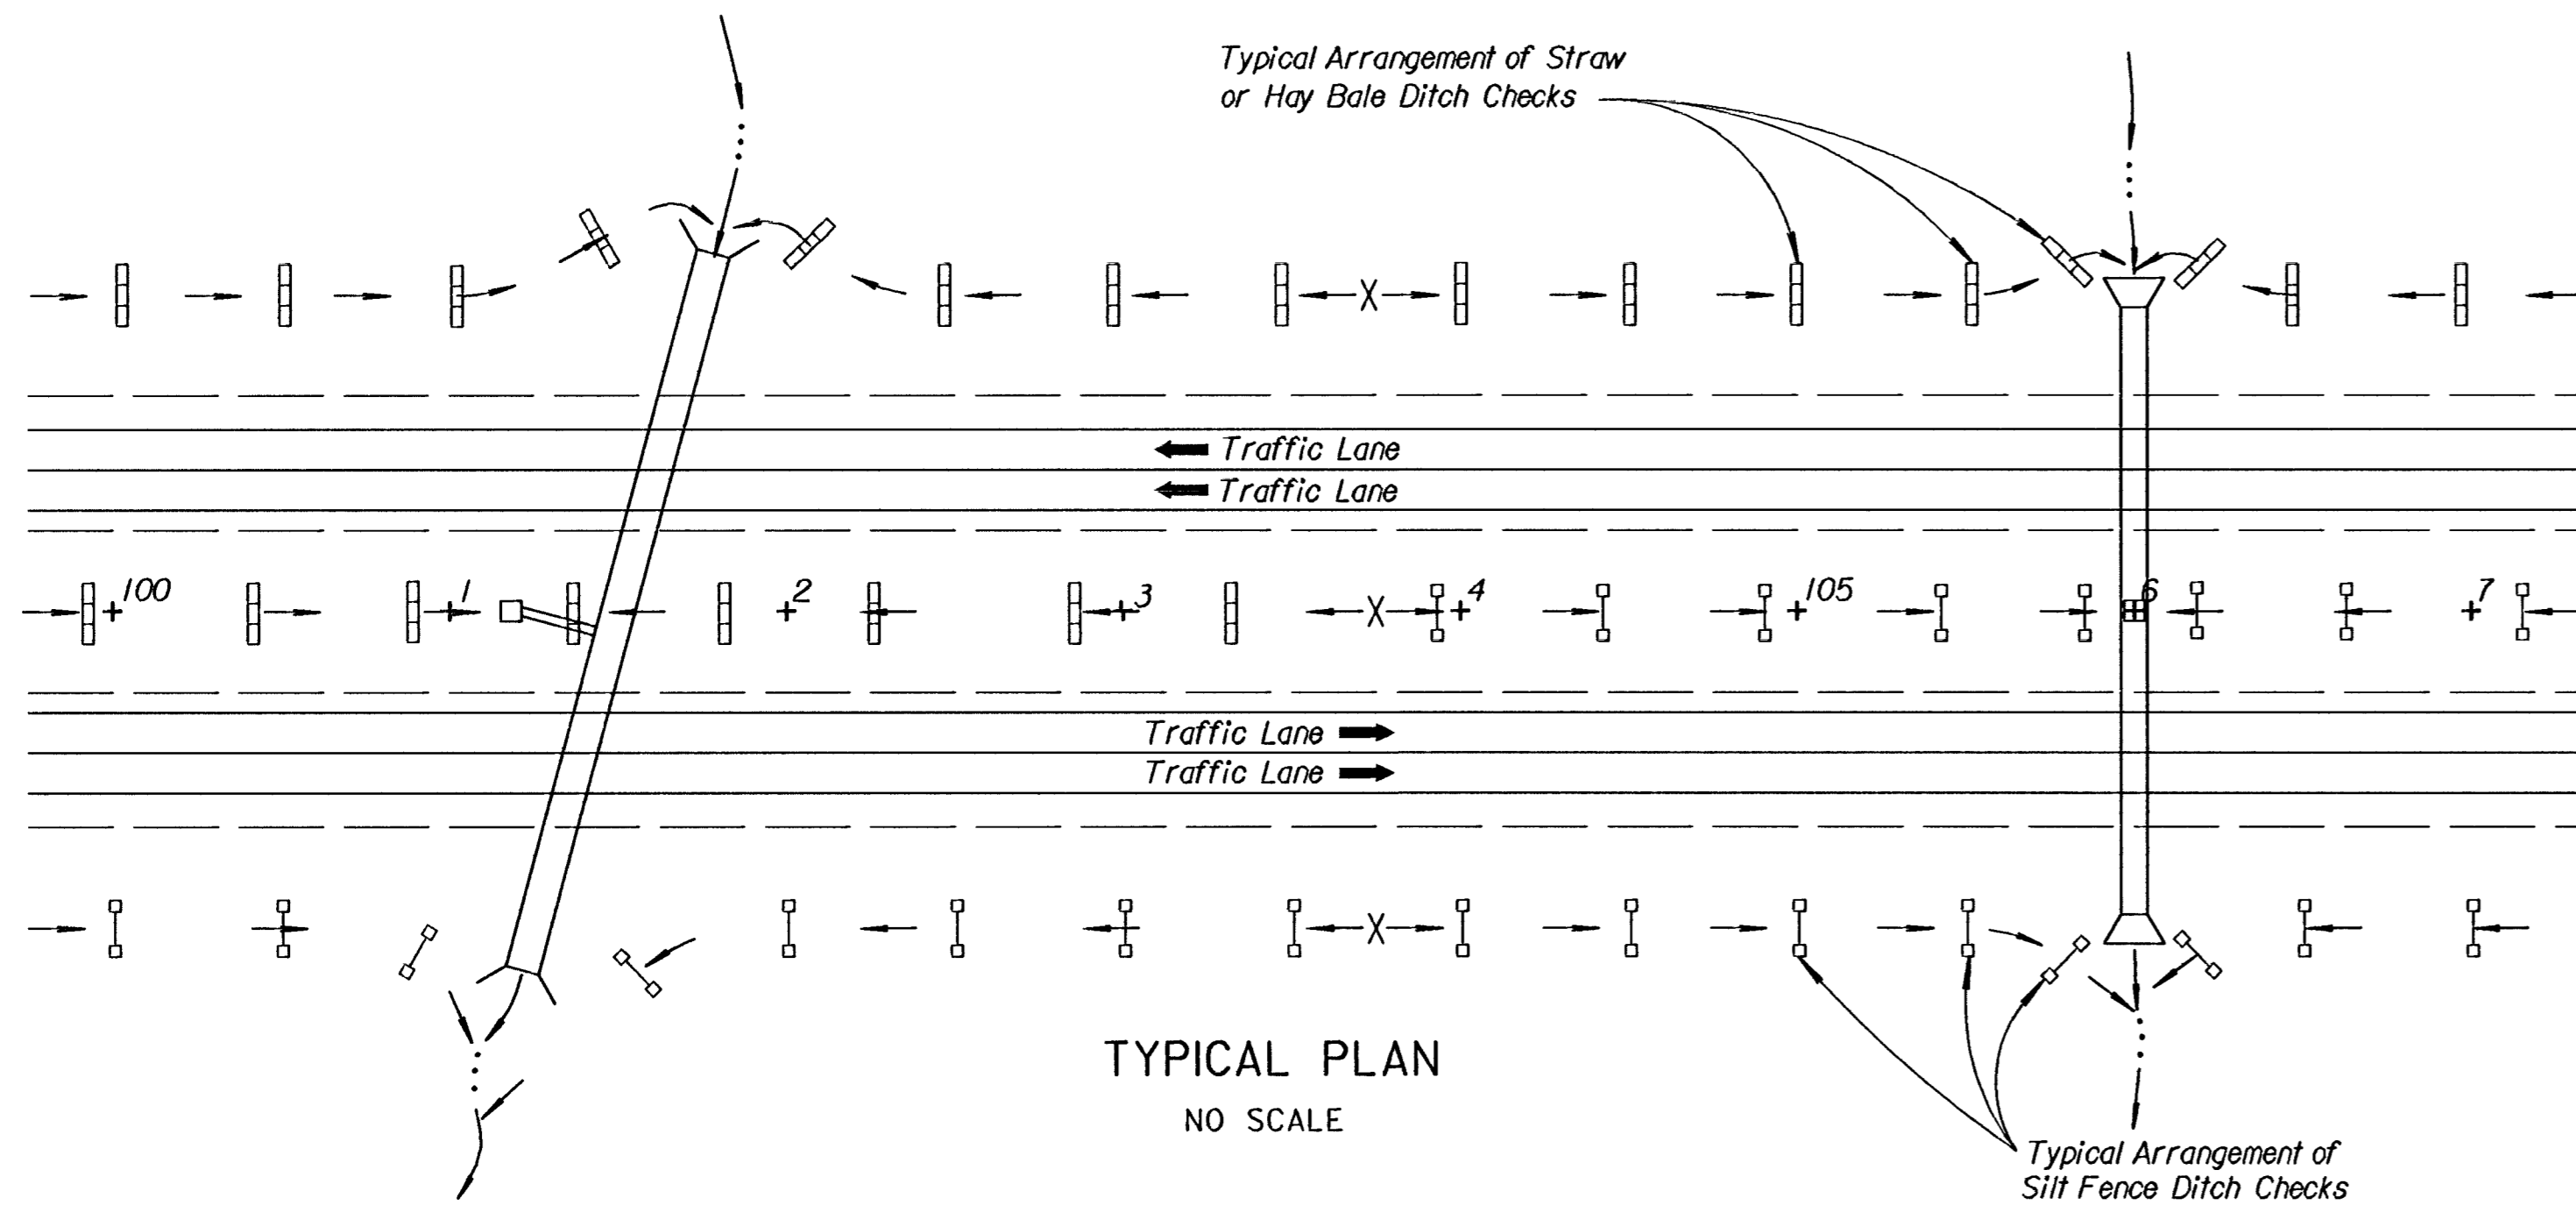 Typical Arrangement of Straw
or Hay Bale Ditch Checks
X
Traffic Lane
Traffic Lane
100
1
2
3
X
4
105
6
7
Traffic Lane
Traffic Lane
X
TYPICAL PLAN
NO SCALE
Typical Arrangement of
Silt Fence Ditch Checks